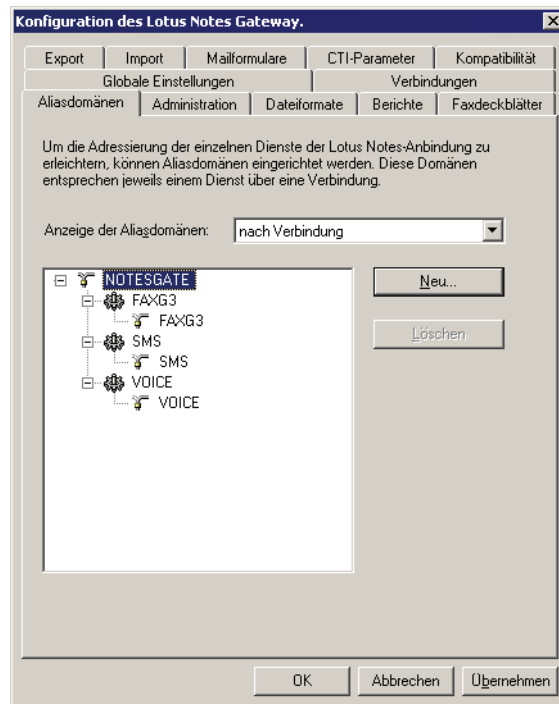 Konfiguration des Lotus Notes Gateway.
Export Import Mailformulare CTI-Parameter Kompatibilität
Globale Einstellungen Verbindungen
Aliasdomänen Administration Dateiformate Berichte Faxdeckblätter
Um die Adressierung der einzelnen Dienste der Lotus Notes-Anbindung zu
erleichtern, können Aliasdomänen eingerichtet werden. Diese Domänen
entsprechen jeweils einem Dienst über eine Verbindung.
Anzeige der Aliasdomänen: nach Verbindung
NOTESGATE
Neu...
FAXG3
FAXG3
Löschen
SMS
SMS
VOICE
VOICE
OK Abbrechen Übernehmen